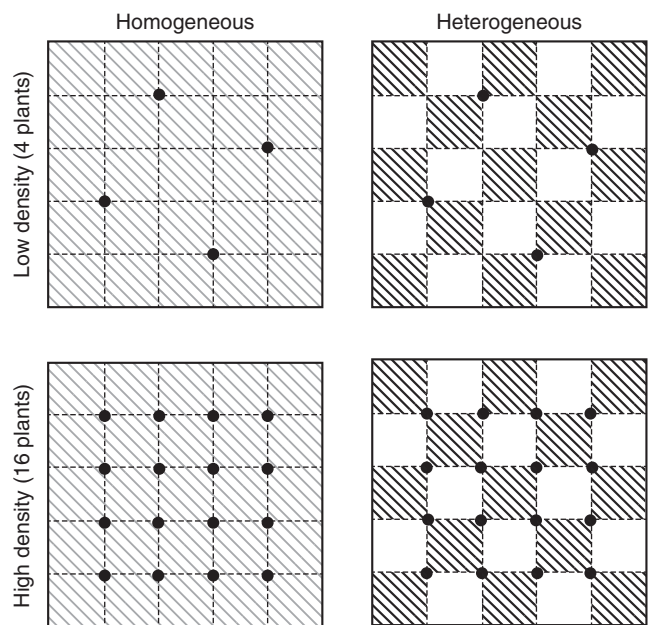 Homogeneous
Heterogeneous
Low density (4 plants)
High density (16 plants)